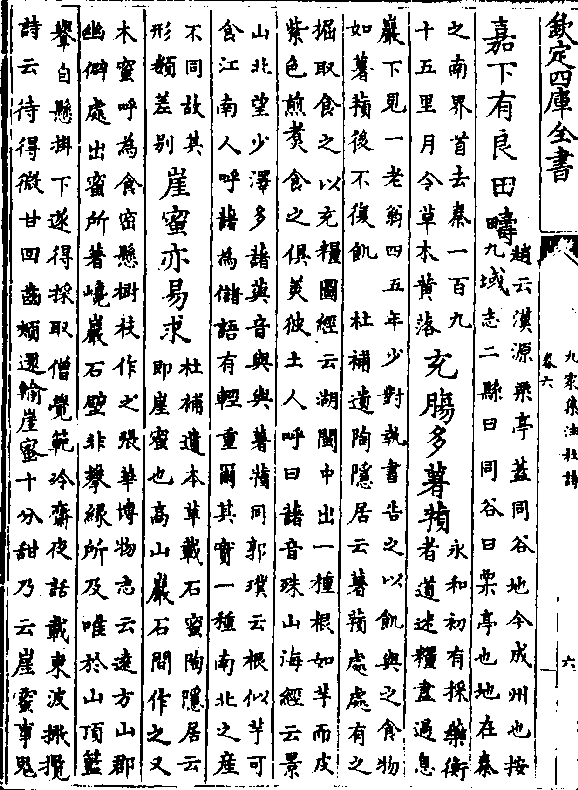 欽定四庫全書
九家集注杜詩
卷六
六
嘉下有良田疇
趙云漢源栗亭蓋同谷地今成州也按
九域志二縣曰同谷曰栗亭也地在秦
之南界首去秦一百九
十五里月令草木黄落
充腸多薯蕷
永和初有採藥衡
者道迷糧盡過息
巖下見一老翁四五年少對執書告之以飢與之食物
如薯蕷後不復飢 杜補遺陶隱居云薯蕷處處有之
掘取食之以充糧圖經云湖閩中出一種根如芋而皮
紫色煎煑食之俱美彼土人呼曰藷音殊山海經云景
山北望少澤多藷藇音與與薯蕷同郭璞云根似芋可
食江南人呼藷為儲語有輕重爾其實一種南北之産
不同故其
形類差别
崖蜜亦易求
杜補遺本草載石蜜陶隱居云
即崖蜜也高山巖石間作之又
木蜜呼為食蜜懸樹枝作之張華博物志云逺方山郡
幽僻處出蜜所著巉巖石壁非攀緣所及唯於山頂籃
轝自懸掛下遂得採取僧覺範冷齋夜話載東坡橄欖
詩云待得微甘回齒頰還輸崖蜜十分甜乃云崖蜜事見